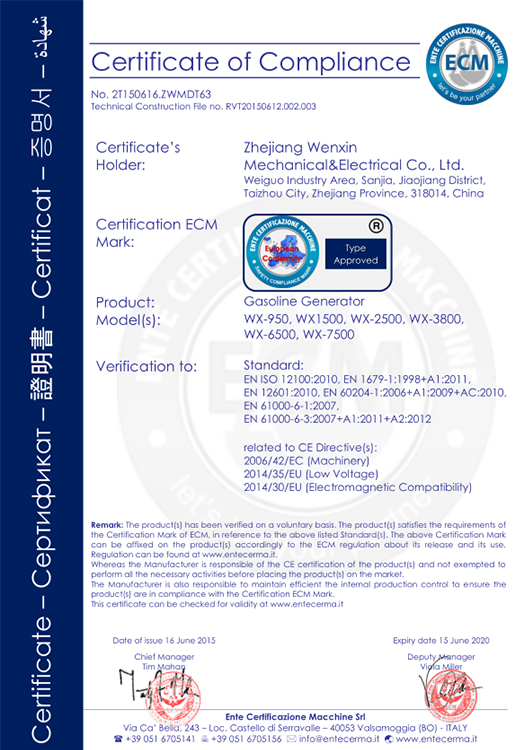 Certificate – Сертификат – 證明書 – Certificat – 증명서 – شهادة
Certificate of Compliance
ENTE CERTIFICAZIONE MACCHINE
ECM
let's be your partner
No. 2T150616.ZWMDT63
Technical Construction File no. RVT20150612.002.003
Certificate's
Holder:
Zhejiang Wenxin
Mechanical&Electrical Co., Ltd.
Weiguo Industry Area, Sanjia, Jiaojiang District,
Taizhou City, Zhejiang Province, 318014, China
Certification ECM
Mark:
ENTE CERTIFICAZIONE MACCHINE
European
Conformity
SAFETY COMPLIANCE MARK
®
Type
Approved
Product:
Gasoline Generator
Model(s):
WX-950, WX1500, WX-2500, WX-3800,
WX-6500, WX-7500
Verification to:
Standard:
EN ISO 12100:2010, EN 1679-1:1998+A1:2011,
EN 12601:2010, EN 60204-1:2006+A1:2009+AC:2010,
EN 61000-6-1:2007,
EN 61000-6-3:2007+A1:2011+A2:2012
related to CE Directive(s):
2006/42/EC (Machinery)
2014/35/EU (Low Voltage)
2014/30/EU (Electromagnetic Compatibility)
Remark: The product(s) has been verified on a voluntary basis. The product(s) satisfies the requirements of
the Certification Mark of ECM, in reference to the above listed Standard(s). The above Certification Mark
can be affixed on the product(s) accordingly to the ECM regulation about its release and its use.
Regulation can be found at www.entecerma.it.
Whereas the Manufacturer is responsible of the CE certification of the product(s) and not exempted to
perform all the necessary activities before placing the product(s) on the market.
The Manufacturer is also responsible to maintain efficient the internal production control to ensure the
product(s) are in compliance with the Certification ECM Mark.
This certificate can be checked for validity at www.entecerma.it
Date of issue 16 June 2015
Expiry date 15 June 2020
Chief Manager
Tim Mahan
Deputy Manager
Viola Miller
Ente Certificazione Macchine Srl
Via Ca' Bella, 243 – Loc. Castello di Serravalle – 40053 Valsamoggia (BO) - ITALY
☎ +39 051 6705141 +39 051 6705156 ✉ info@entecerma.it www.entecerma.it